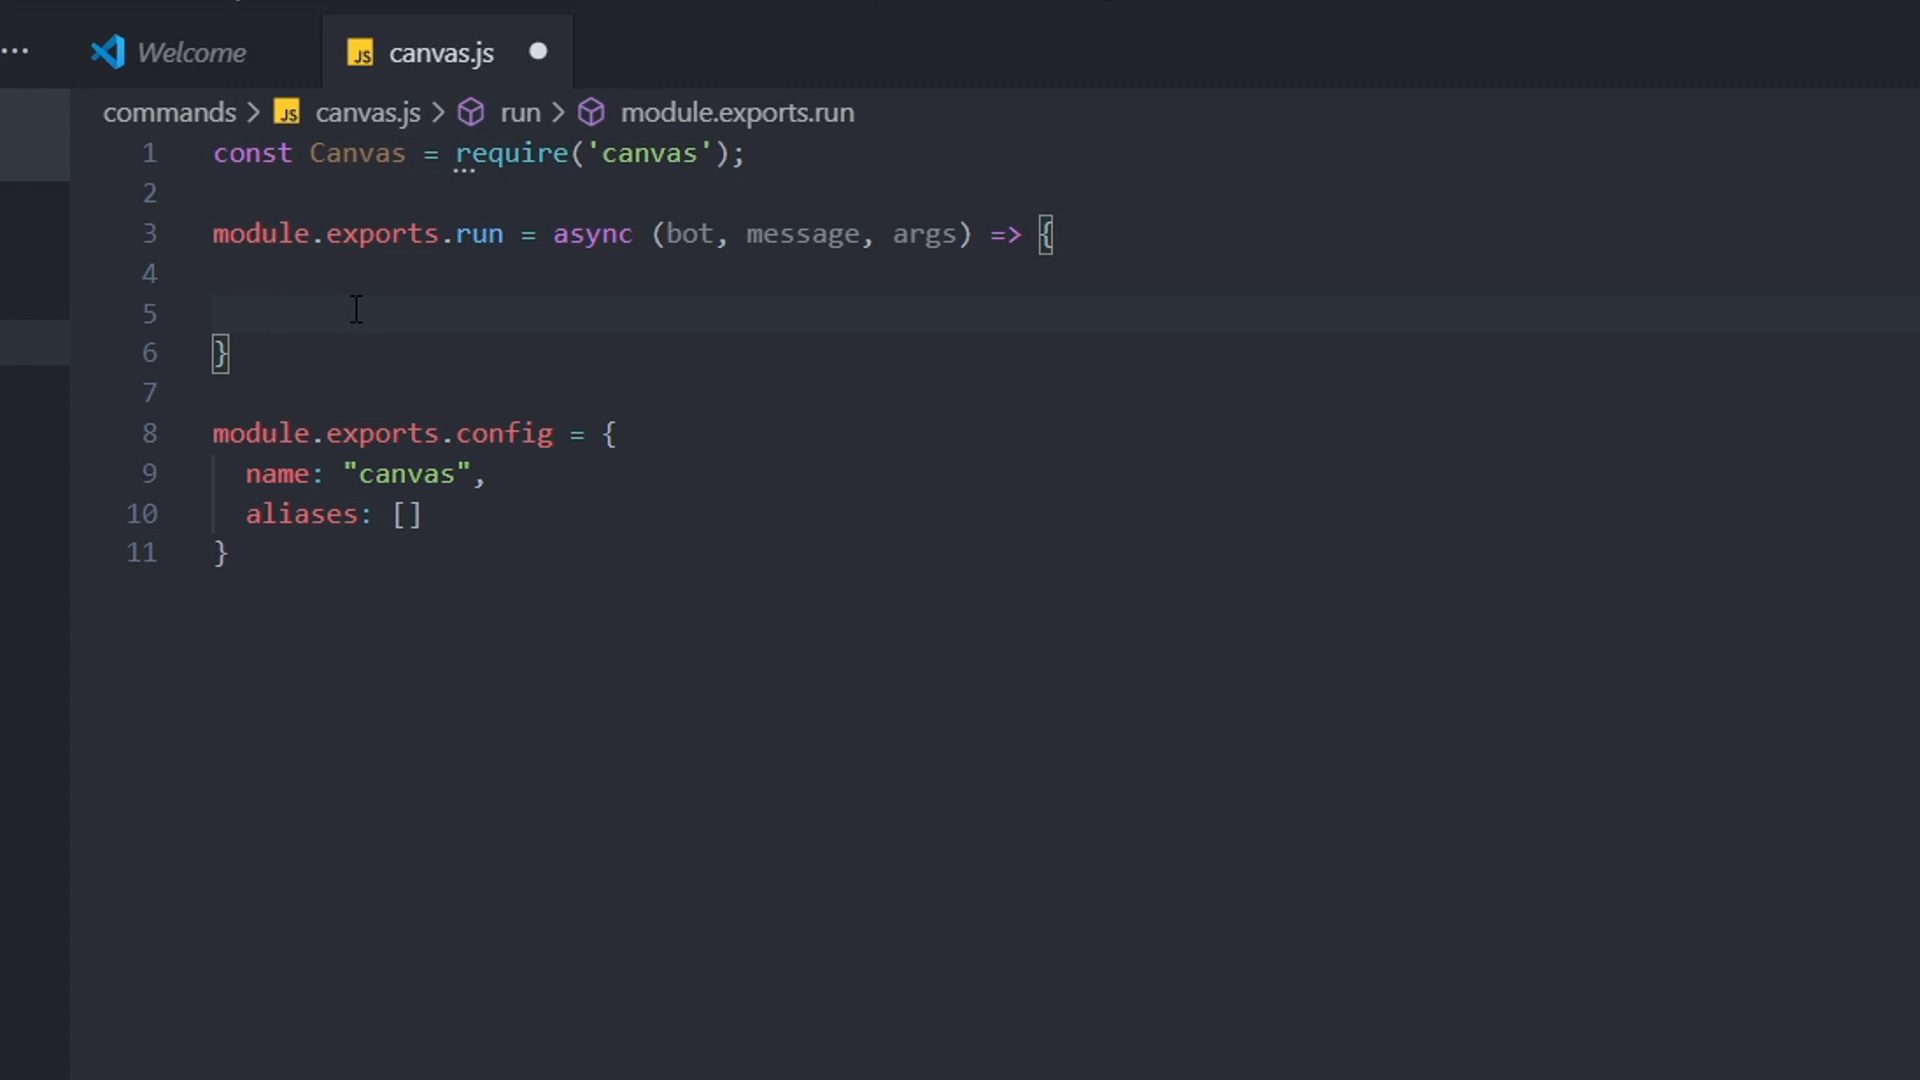 ... Welcome JS canvas.js
commands > JS canvas.js > run > module.exports.run
1 const Canvas = require('canvas');
2
3 module.exports.run = async (bot, message, args) => {
4
5
6 }
7
8 module.exports.config = {
9 name: "canvas",
10 aliases: []
11 }